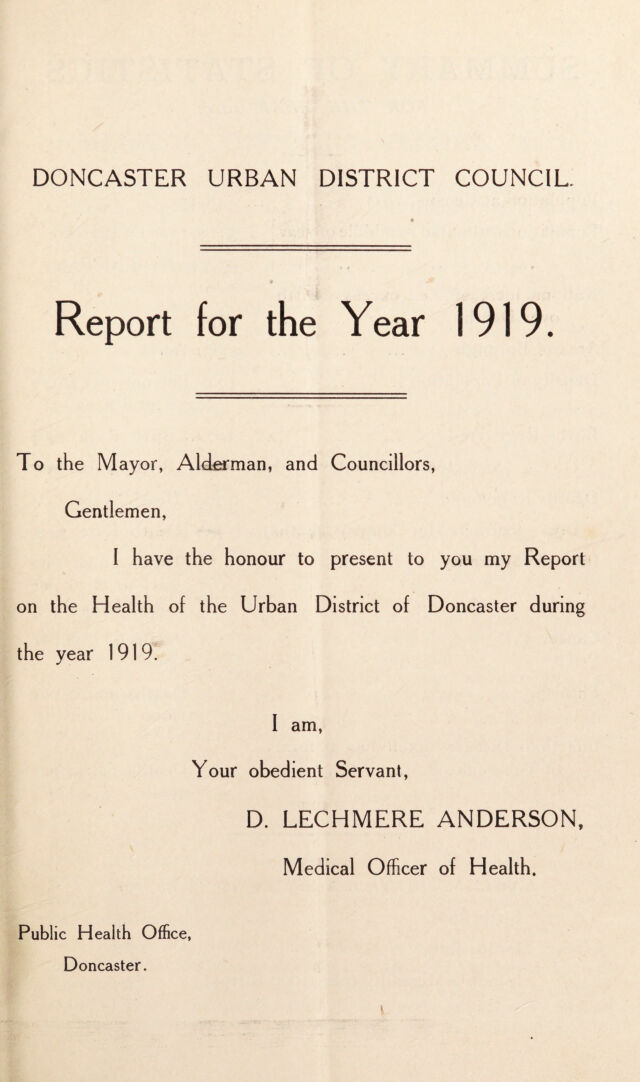 DONCASTER URBAN DISTRICT COUNCIL.
Report for the Year 1919.
To the Mayor, Alderman, and Councillors,
Gentlemen,
I have the honour to present to you my Report
on the Health of the Urban District of Doncaster during
the year 1919.
I am,
Your obedient Servant,
D. LECHMERE ANDERSON,
Medical Officer of Health.
Public Health Office,
Doncaster.